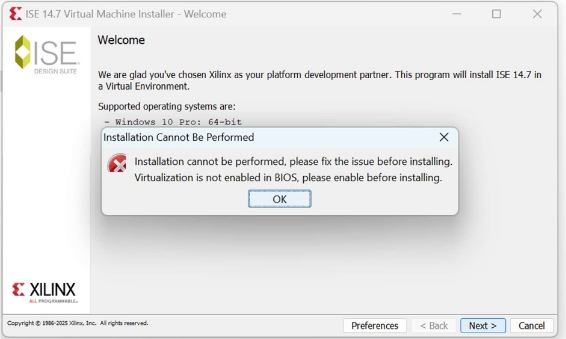 ISE 14.7 Virtual Machine Installer - Welcome
ISE
DESIGN SUITE
Welcome
We are glad you've chosen Xilinx as your platform development partner. This program will install ISE 14.7 in
a Virtual Environment.
Supported operating systems are:
- Windows 10 Pro: 64-bit
Installation Cannot Be Performed
Installation cannot be performed, please fix the issue before installing.
Virtualization is not enabled in BIOS, please enable before installing.
OK
XILINX
ALL PROGRAMMABLE
Copyright © 1986-2025 Xilinx, Inc. All rights reserved.
Preferences
< Back
Next >
Cancel